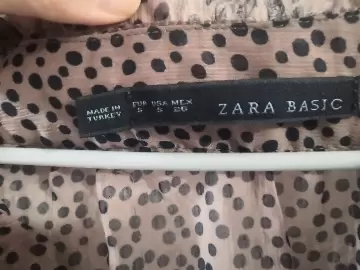 MADE IN
TURKEY
EUR USA MEX
S S 26
ZARA BASIC